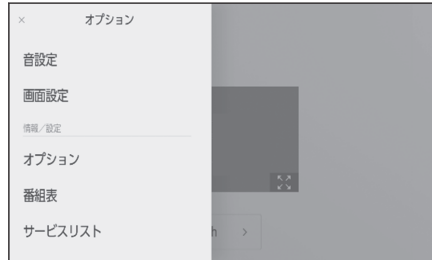 × オプション
音設定
画面設定
情報／設定
オプション
番組表
サービスリスト
h >